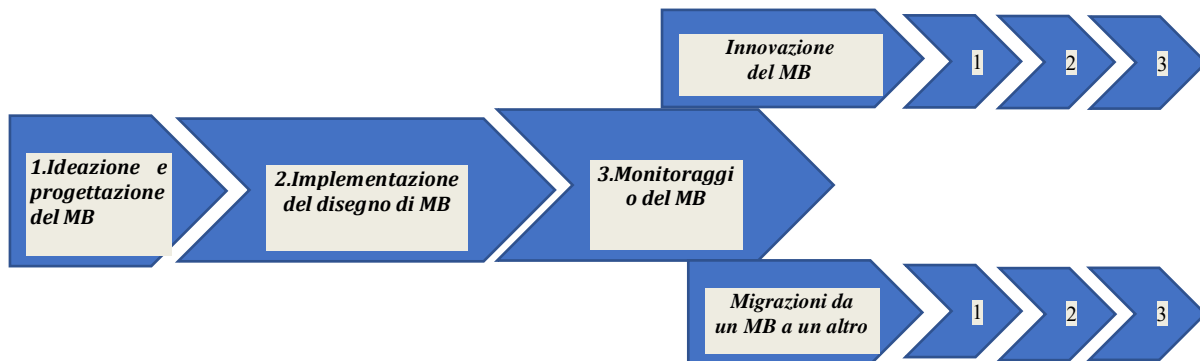 Innovazione
del MB
1
2
3
1.Ideazione e
progettazione
del MB
2.Implementazione
del disegno di MB
3.Monitoraggi
o del MB
Migrazioni da
un MB a un altro
1
2
3